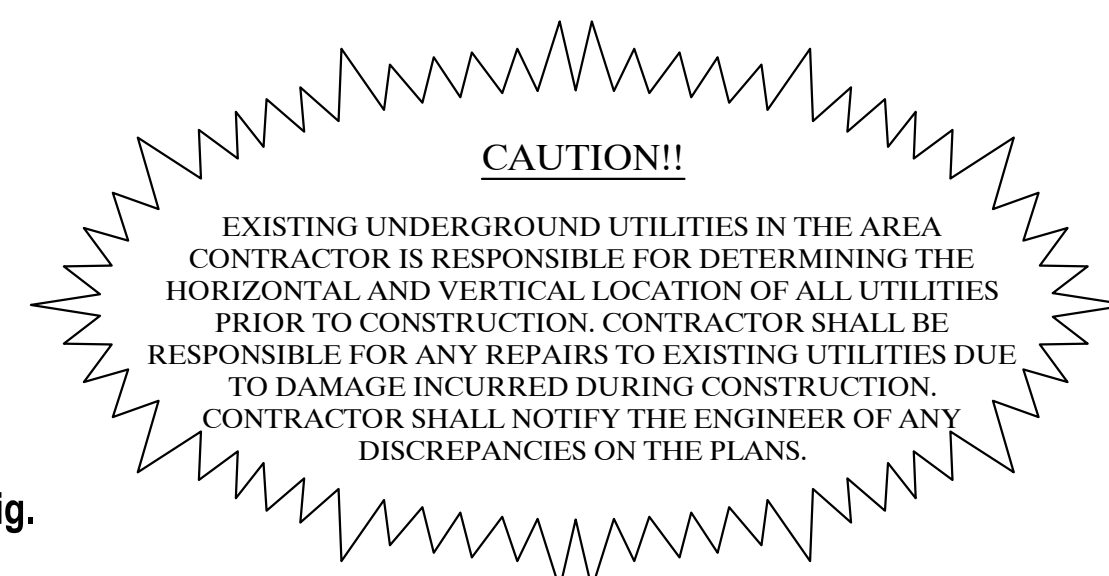 CAUTION!!
EXISTING UNDERGROUND UTILITIES IN THE AREA
CONTRACTOR IS RESPONSIBLE FOR DETERMINING THE
HORIZONTAL AND VERTICAL LOCATION OF ALL UTILITIES
PRIOR TO CONSTRUCTION. CONTRACTOR SHALL BE
RESPONSIBLE FOR ANY REPAIRS TO EXISTING UTILITIES DUE
TO DAMAGE INCURRED DURING CONSTRUCTION.
CONTRACTOR SHALL NOTIFY THE ENGINEER OF ANY
DISCREPANCIES ON THE PLANS.